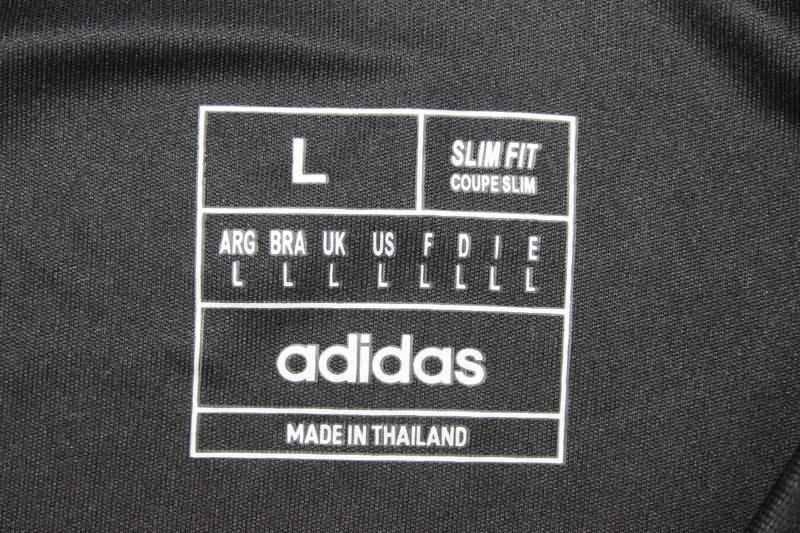 L
SLIM FIT
COUPE SLIM
ARG BRA UK US F D I E
L L L L L L L L
adidas
MADE IN THAILAND